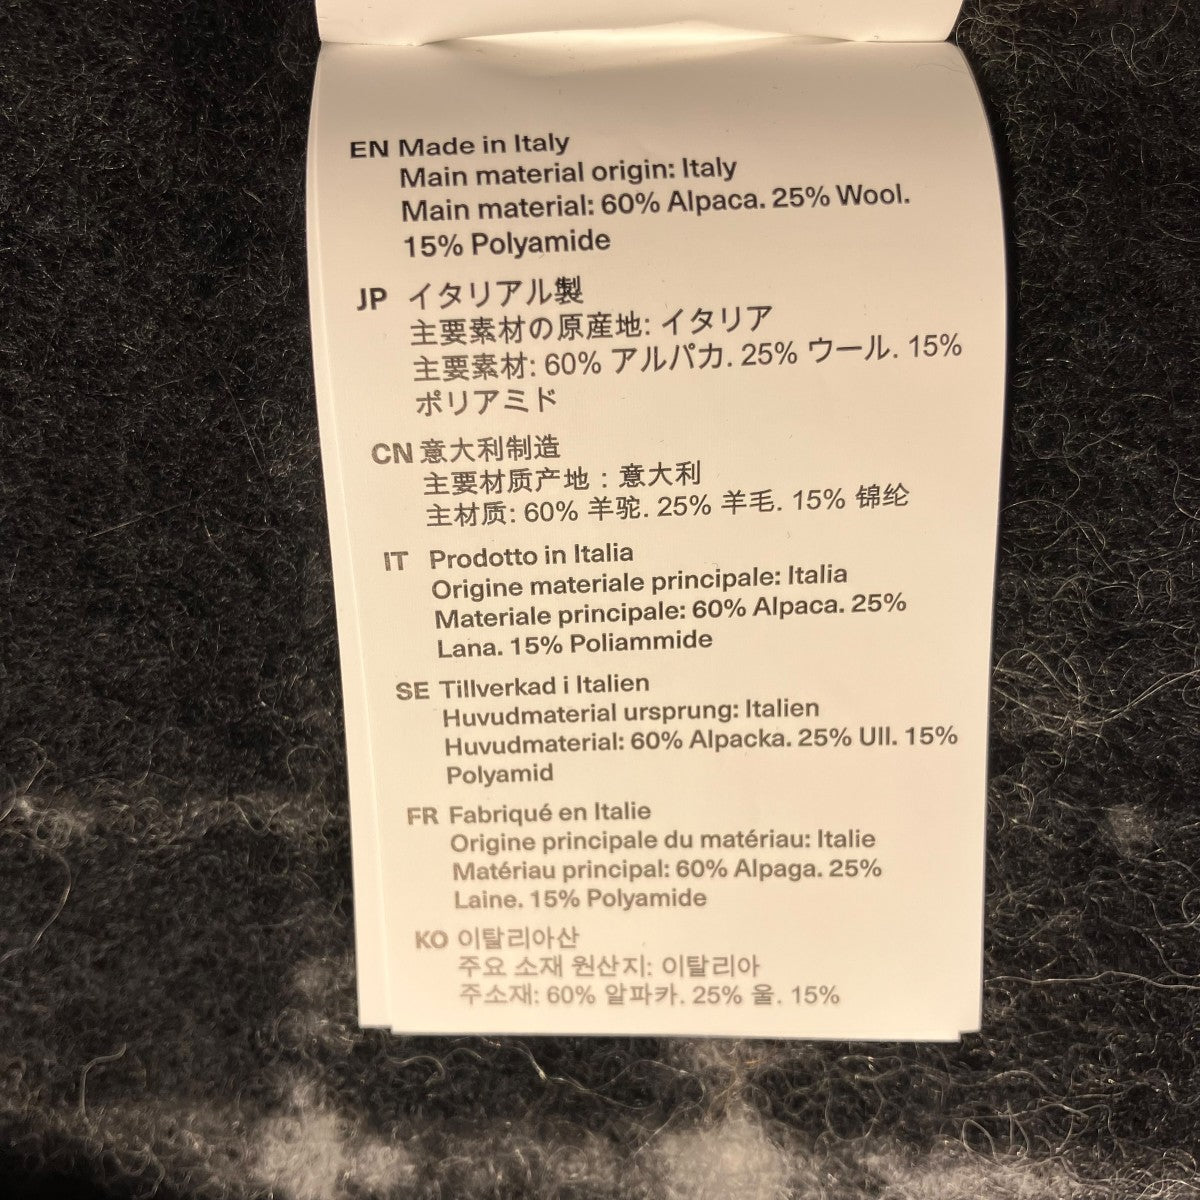 EN Made in Italy
Main material origin: Italy
Main material: 60% Alpaca. 25% Wool.
15% Polyamide
JP イタリアル製
主要素材の原産地: イタリア
主要素材: 60% アルパカ. 25% ウール. 15%
ポリアミド
CN 意大利制造
主要材质产地：意大利
主材质: 60% 羊驼. 25% 羊毛. 15% 锦纶
IT Prodotto in Italia
Origine materiale principale: Italia
Materiale principale: 60% Alpaca. 25%
Lana. 15% Poliammide
SE Tillverkad i Italien
Huvudmaterial ursprung: Italien
Huvudmaterial: 60% Alpacka. 25% Ull. 15%
Polyamid
FR Fabriqué en Italie
Origine principale du matériau: Italie
Matériau principal: 60% Alpaga. 25%
Laine. 15% Polyamide
KO 이탈리아산
주요 소재 원산지: 이탈리아
주소재: 60% 알파카. 25% 울. 15%